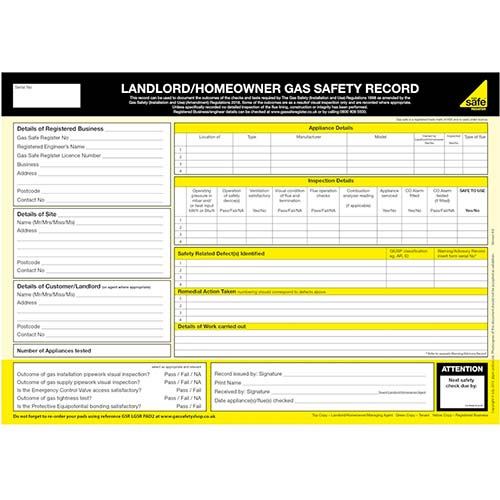 Serial No
LANDLORD/HOMEOWNER GAS SAFETY RECORD
This record can be used to document the outcomes of the checks and tests required by The Gas Safety (Installation and Use) Regulations 1998 as amended by the
Gas Safety (Installation and Use) (Amendment) Regulations 2018. Some of the outcomes are as a result of visual inspection only and are recorded where appropriate.
Unless specifically recorded no detailed inspection of the flue lining, construction or integrity has been performed.
Registered Business/engineer details can be checked at www.gassaferegister.co.uk or by calling 0800 408 5500.
safe
REGISTER
Details of Registered Business
Gas Safe Register No
Registered Engineer's Name
Gas Safe Register Licence Number
Business
Address
Postcode
Contact No
Details of Site
Name (Mr/Mrs/Miss/Ms)
Address
Postcode
Contact No
Details of Customer/Landlord (or agent where appropriate)
Name (Mr/Mrs/Miss/Ms)
Address
Postcode
Contact No
Number of Appliances tested
Appliance Details
Location of
Type
Manufacturer
Model
Type of flue
1
2
3
4
Inspection Details
Operating pressure in mbar and/ or heat input kW/h or Btu/h
Operation of safety device(s) Pass/Fail/NA
Ventilation satisfactory Yes/No
Visual condition of flue and termination Pass/Fail/NA
Flue operation checks Pass/Fail/NA
Combustion analyser reading (if applicable)
Appliance serviced Yes/No
CO Alarm fitted Yes/No
CO Alarm tested (if fitted) Pass/Fail/NA
SAFE TO USE Yes/No
1
2
3
4
Safety Related Defect(s) Identified
GIUSP classification eg. AR, ID
Warning/Advisory Record insert form serial No*
1
2
3
4
Remedial Action Taken numbering should correspond to defects above
Details of Work carried out
* Refer to separate Warning/Advisory Record
select as appropriate and relevant
Outcome of gas installation pipework visual inspection? Pass / Fail
Outcome of gas supply pipework visual inspection? Pass / Fail
Is the Emergency Control Valve access satisfactory? Pass / Fail
Outcome of gas tightness test? Pass / Fail / NA
Is the Protective Equipotential bonding satisfactory? Pass / Fail
Record issued by: Signature
Print Name
Received by: Signature
Date appliance(s)/flue(s) checked
ATTENTION
Next safety
check due by:
Do not forget to re-order your pads using reference GSR LGSR PAD2 at www.gassafetyshop.co.uk
Top Copy – Landlord/Homeowner/Managing Agent Green Copy – Tenant Yellow Copy – Registered Business